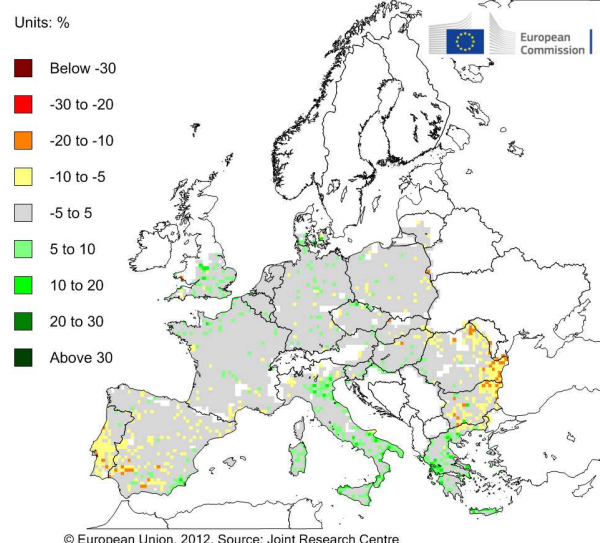 Units: %
European
Commission
Below -30
-30 to -20
-20 to -10
-10 to -5
-5 to 5
5 to 10
10 to 20
20 to 30
Above 30
© European Union, 2012. Source: Joint Research Centre